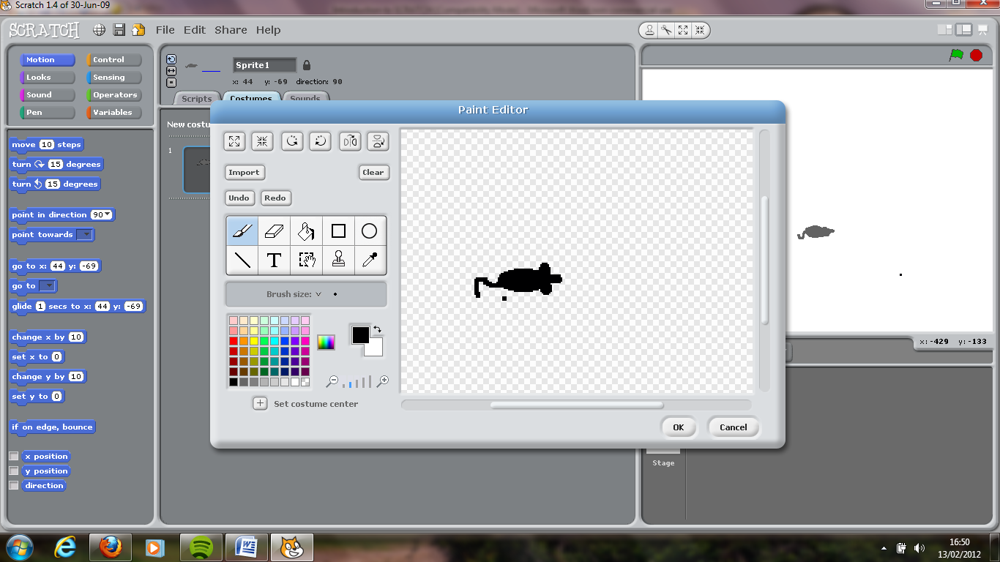 Scratch 1.4 of 30-Jun-09
SCRATCH File Edit Share Help
Motion Control
Looks Sensing
Sound Operators
Pen Variables
move 10 steps
turn 15 degrees
turn 15 degrees
point in direction 90
point towards
go to x: 44 y: -69
go to
glide 1 secs to x: 44 y: -69
change x by 10
set x to 0
change y by 10
set y to 0
if on edge, bounce
x position
y position
direction
Sprite1
x: 44 y: -69 direction: 90
Scripts Costumes Sounds
New costu
1
Paint Editor
Import Clear
Undo Redo
T
Brush size:
Set costume center
OK Cancel
x: -429 y: -133
Stage
16:50
13/02/2012